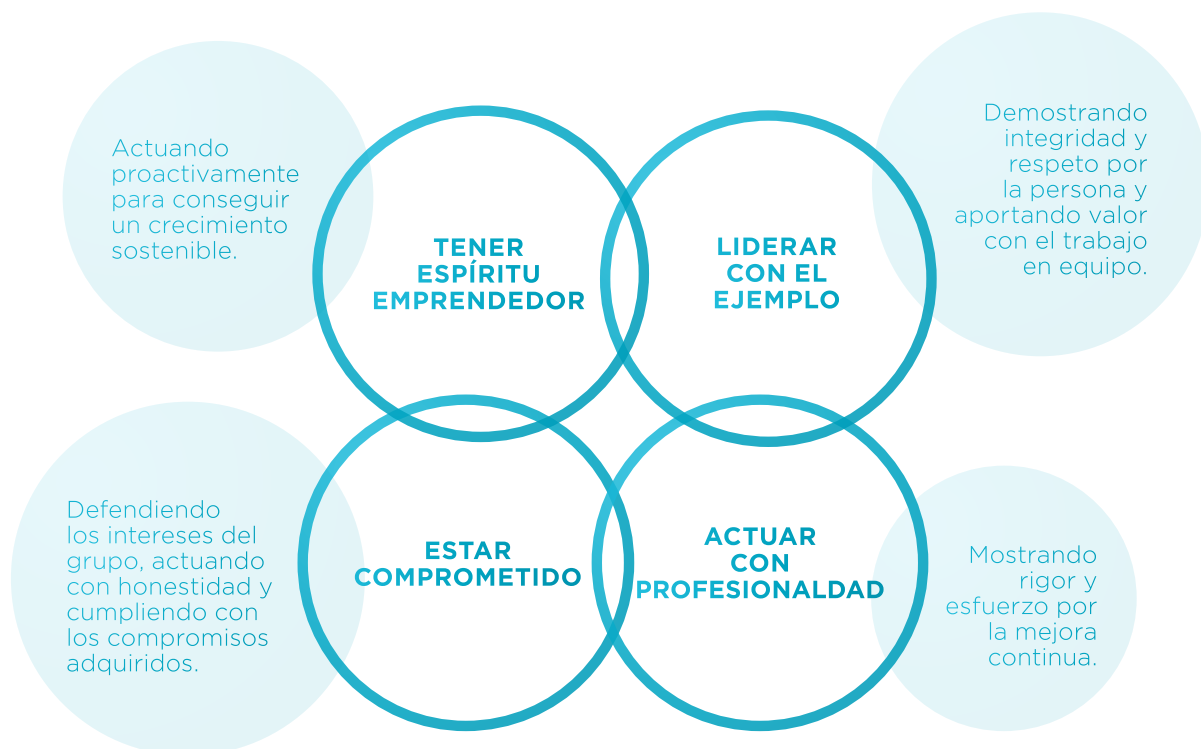 Actuando
proactivamente
para conseguir
un crecimiento
sostenible.
TENER
ESPÍRITU
EMPRENDEDOR
LIDERAR
CON EL
EJEMPLO
Demostrando
integridad y
respeto por
la persona y
aportando valor
con el trabajo
en equipo.
Defendiendo
los intereses del
grupo, actuando
con honestidad y
cumpliendo con
los compromisos
adquiridos.
ESTAR
COMPROMETIDO
ACTUAR
CON
PROFESIONALDAD
Mostrando
rigor y
esfuerzo por
la mejora
continua.